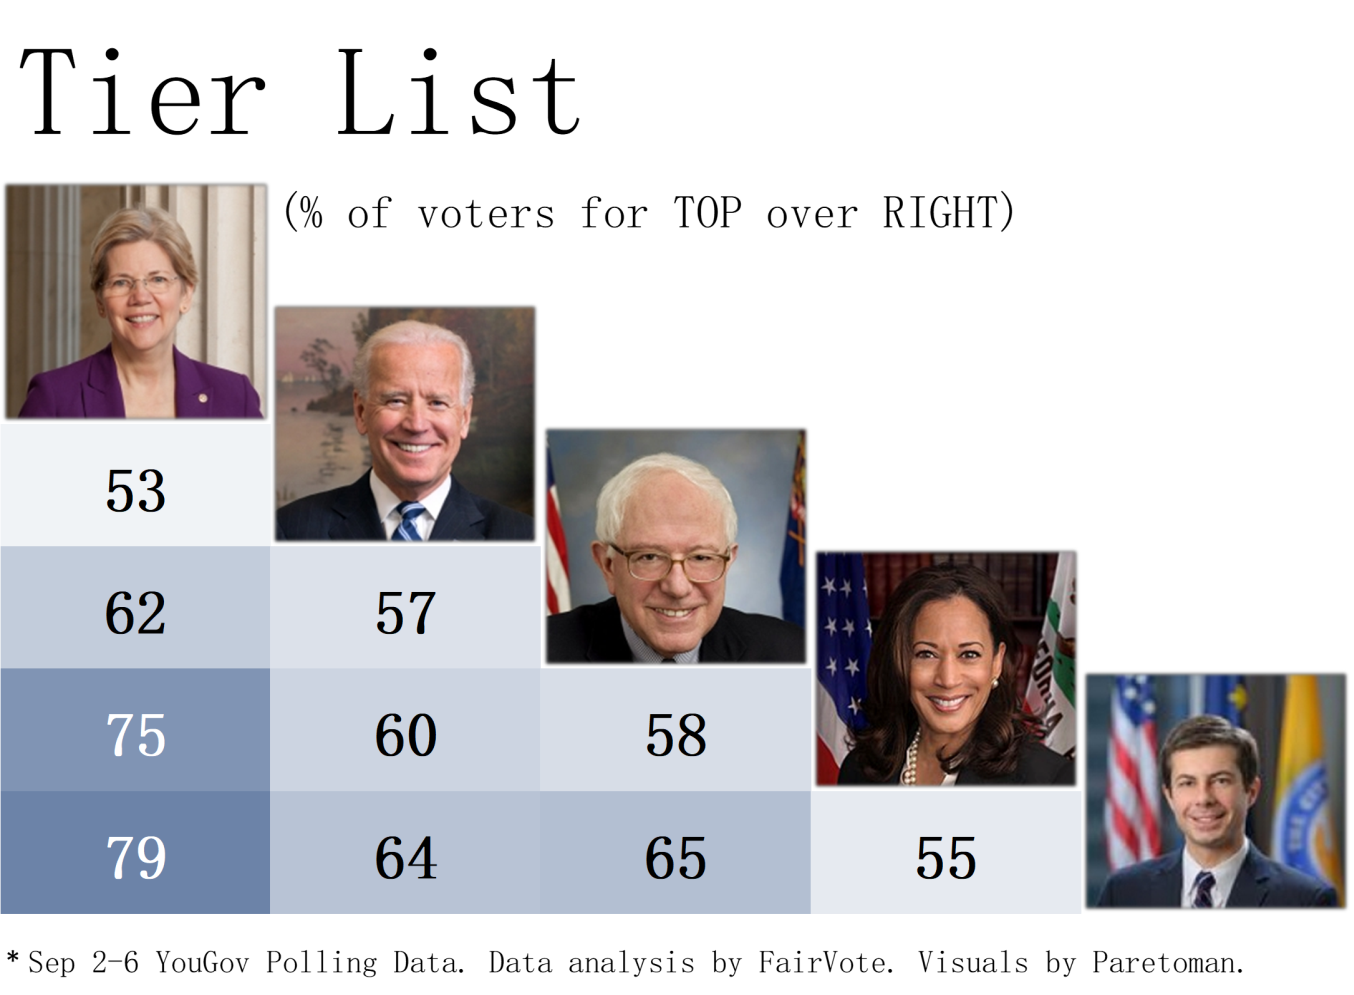 Tier List
(% of voters for TOP over RIGHT)
53
62 57
75 60 58
79 64 65 55
* Sep 2-6 YouGov Polling Data. Data analysis by FairVote. Visuals by Paretoman.